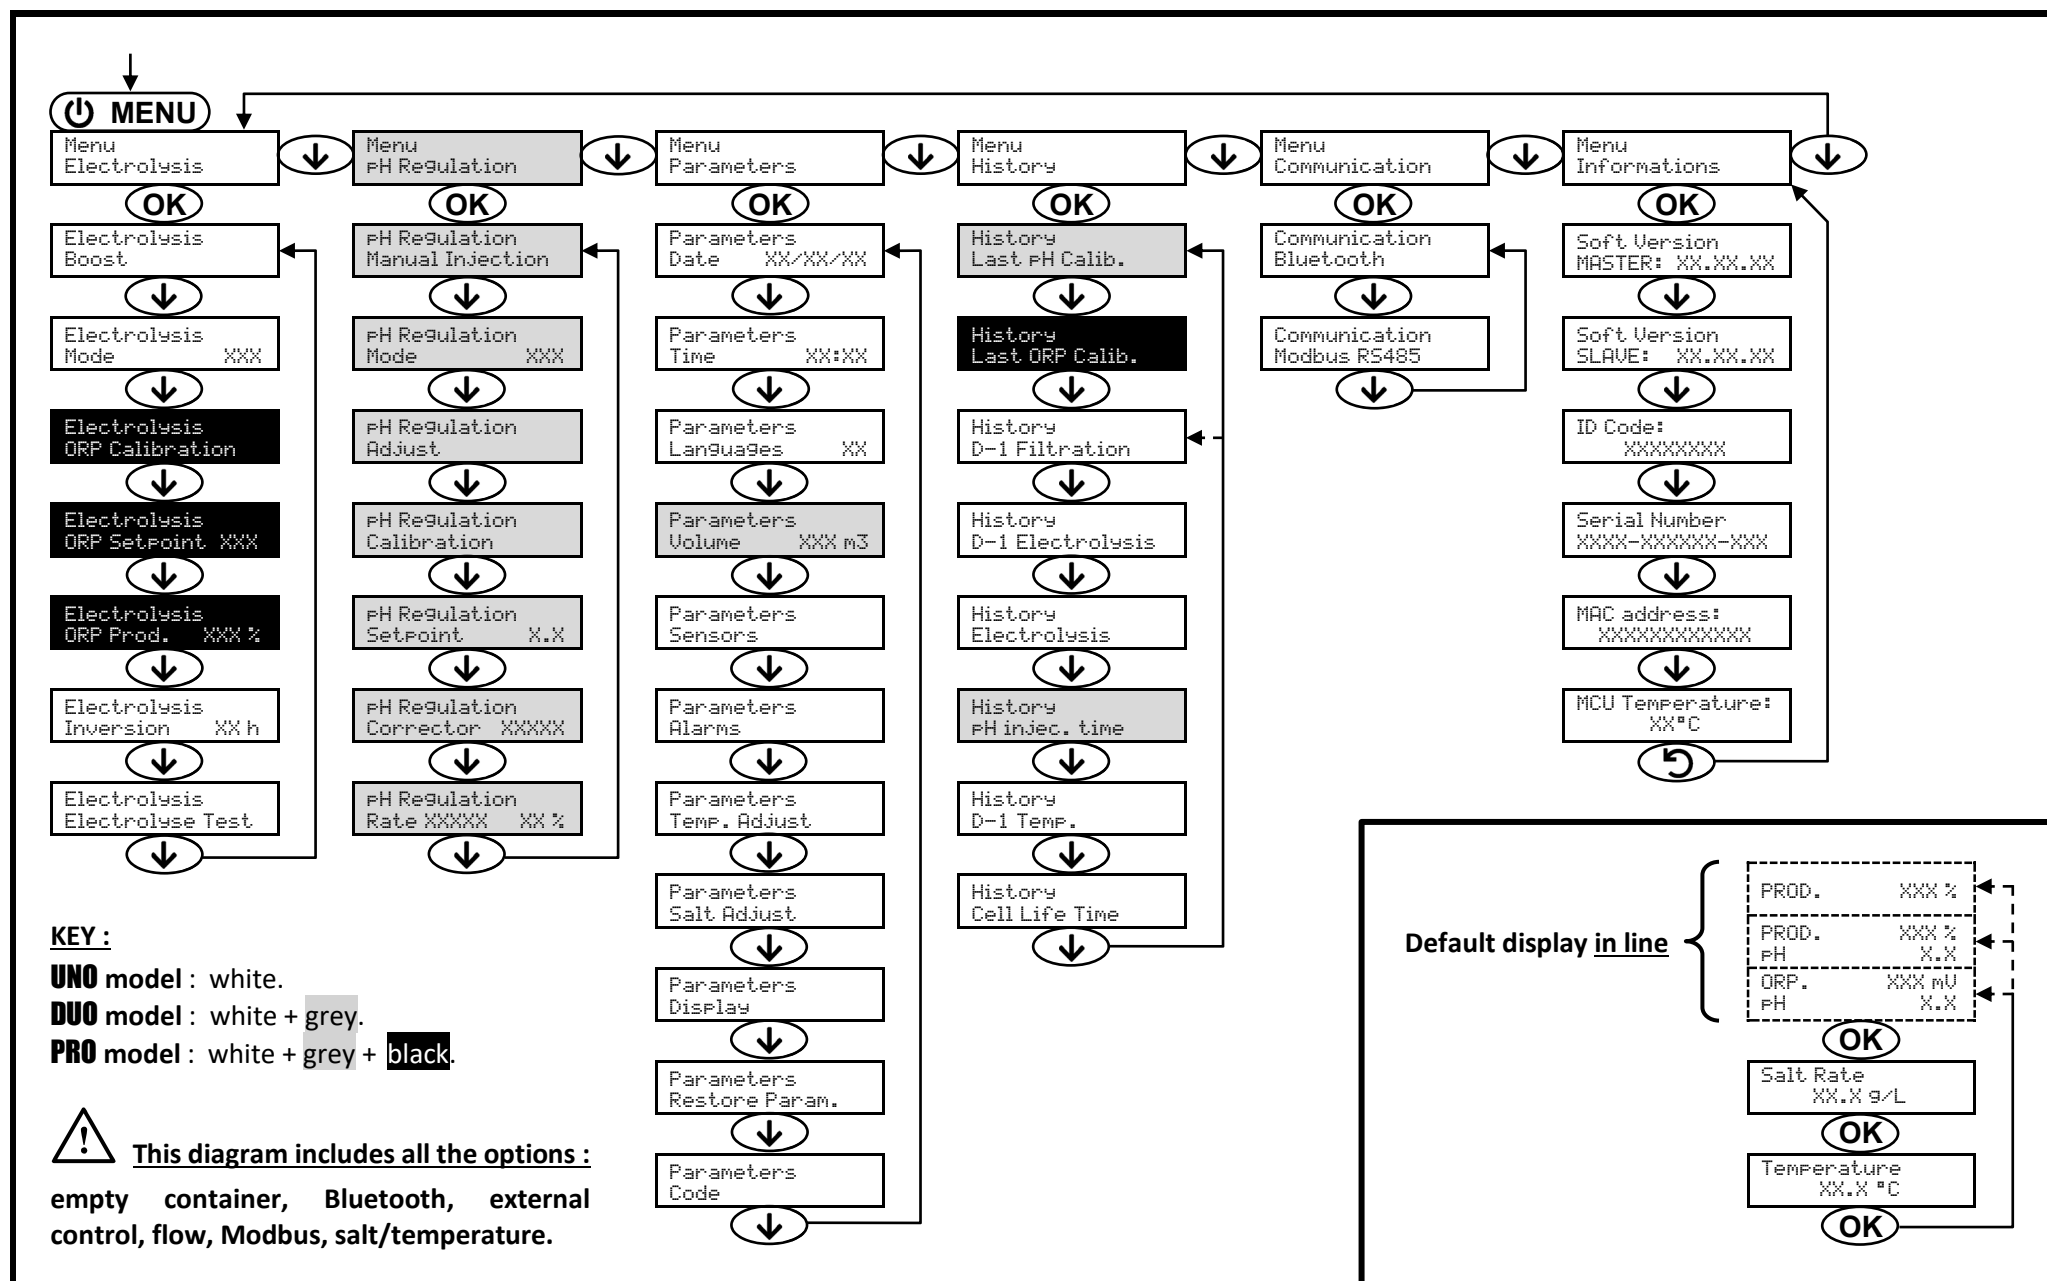 MENU
Menu
Electrolysis
OK
Electrolysis
Boost
Electrolysis
Mode XXX
Electrolysis
ORP Calibration
Electrolysis
ORP Setpoint XXX
Electrolysis
ORP Prod. XXX %
Electrolysis
Inversion XX h
Electrolysis
Electrolyse Test
Menu
pH Regulation
OK
pH Regulation
Manual Injection
pH Regulation
Mode XXX
pH Regulation
Adjust
pH Regulation
Calibration
pH Regulation
Setpoint X.X
pH Regulation
Corrector XXXXX
pH Regulation
Rate XXXXX XX %
Menu
Parameters
OK
Parameters
Date XX/XX/XX
Parameters
Time XX:XX
Parameters
Languages XX
Parameters
Volume XXX m3
Parameters
Sensors
Parameters
Alarms
Parameters
Temp. Adjust
Parameters
Salt Adjust
Parameters
Display
Parameters
Restore Param.
Parameters
Code
Menu
History
OK
History
Last pH Calib.
History
Last ORP Calib.
History
D-1 Filtration
History
D-1 Electrolysis
History
Electrolysis
History
pH injec. time
History
D-1 Temp.
History
Cell Life Time
Menu
Communication
OK
Communication
Bluetooth
Communication
Modbus RS485
Menu
Informations
OK
Soft Version
MASTER: XX.XX.XX
Soft Version
SLAVE: XX.XX.XX
ID Code:
XXXXXXXX
Serial Number
XXXX-XXXXXX-XXX
MAC address:
XXXXXXXXXXXX
MCU Temperature:
XX°C
KEY :
UNO model : white.
DUO model : white + grey.
PRO model : white + grey + black.
! This diagram includes all the options :
empty container, Bluetooth, external
control, flow, Modbus, salt/temperature.
Default display in line
PROD. XXX %
PROD. XXX %
pH X.X
ORP. XXX mV
pH X.X
OK
Salt Rate
XX.X g/L
OK
Temperature
XX.X °C
OK